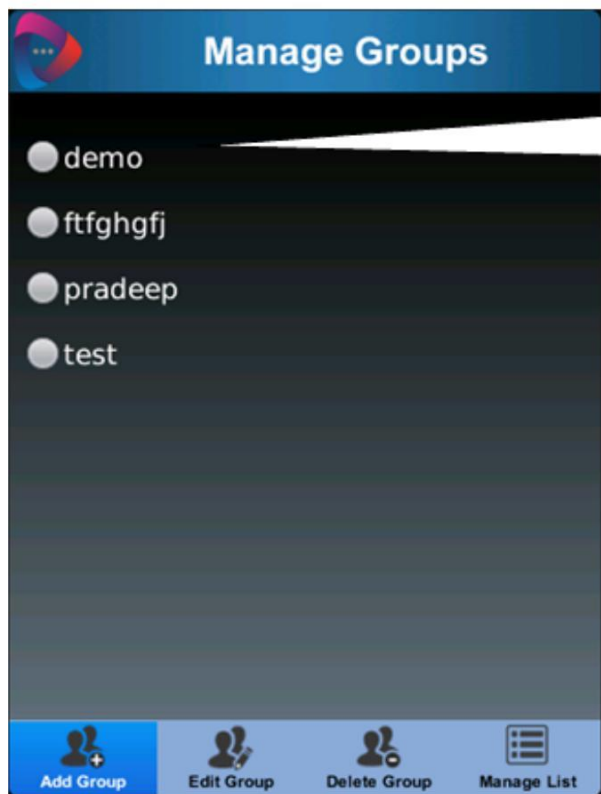 Manage Groups
demo
ftfghgfj
pradeep
test
Add Group Edit Group Delete Group Manage List